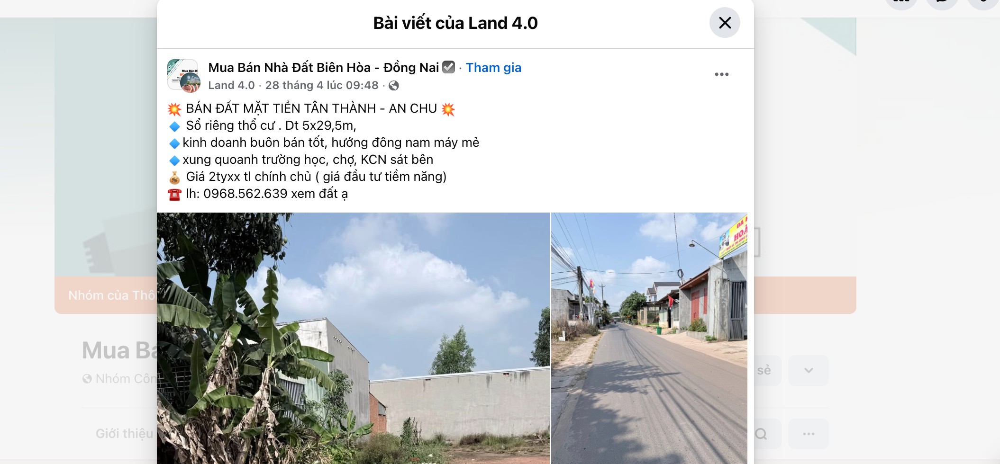 Bài viết của Land 4.0
Mua Bán Nhà Đất Biên Hòa - Đồng Nai ☑ · Tham gia
Land 4.0 · 28 tháng 4 lúc 09:48 ·
💥 BÁN ĐẤT MẶT TIỀN TÂN THÀNH - AN CHU 💥
🔷 Sổ riêng thổ cư . Dt 5x29,5m,
🔷kinh doanh buôn bán tốt, hướng đông nam máy mẻ
🔷xung quoanh trường học, chợ, KCN sát bên
💰 Giá 2tyxx tl chính chủ ( giá đầu tư tiềm năng)
☎️ lh: 0968.562.639 xem đất ạ
ĐA
HOÀ
Nhóm của Thô
Mua Bá
Nhóm Côn
sẻ
Giới thiệu